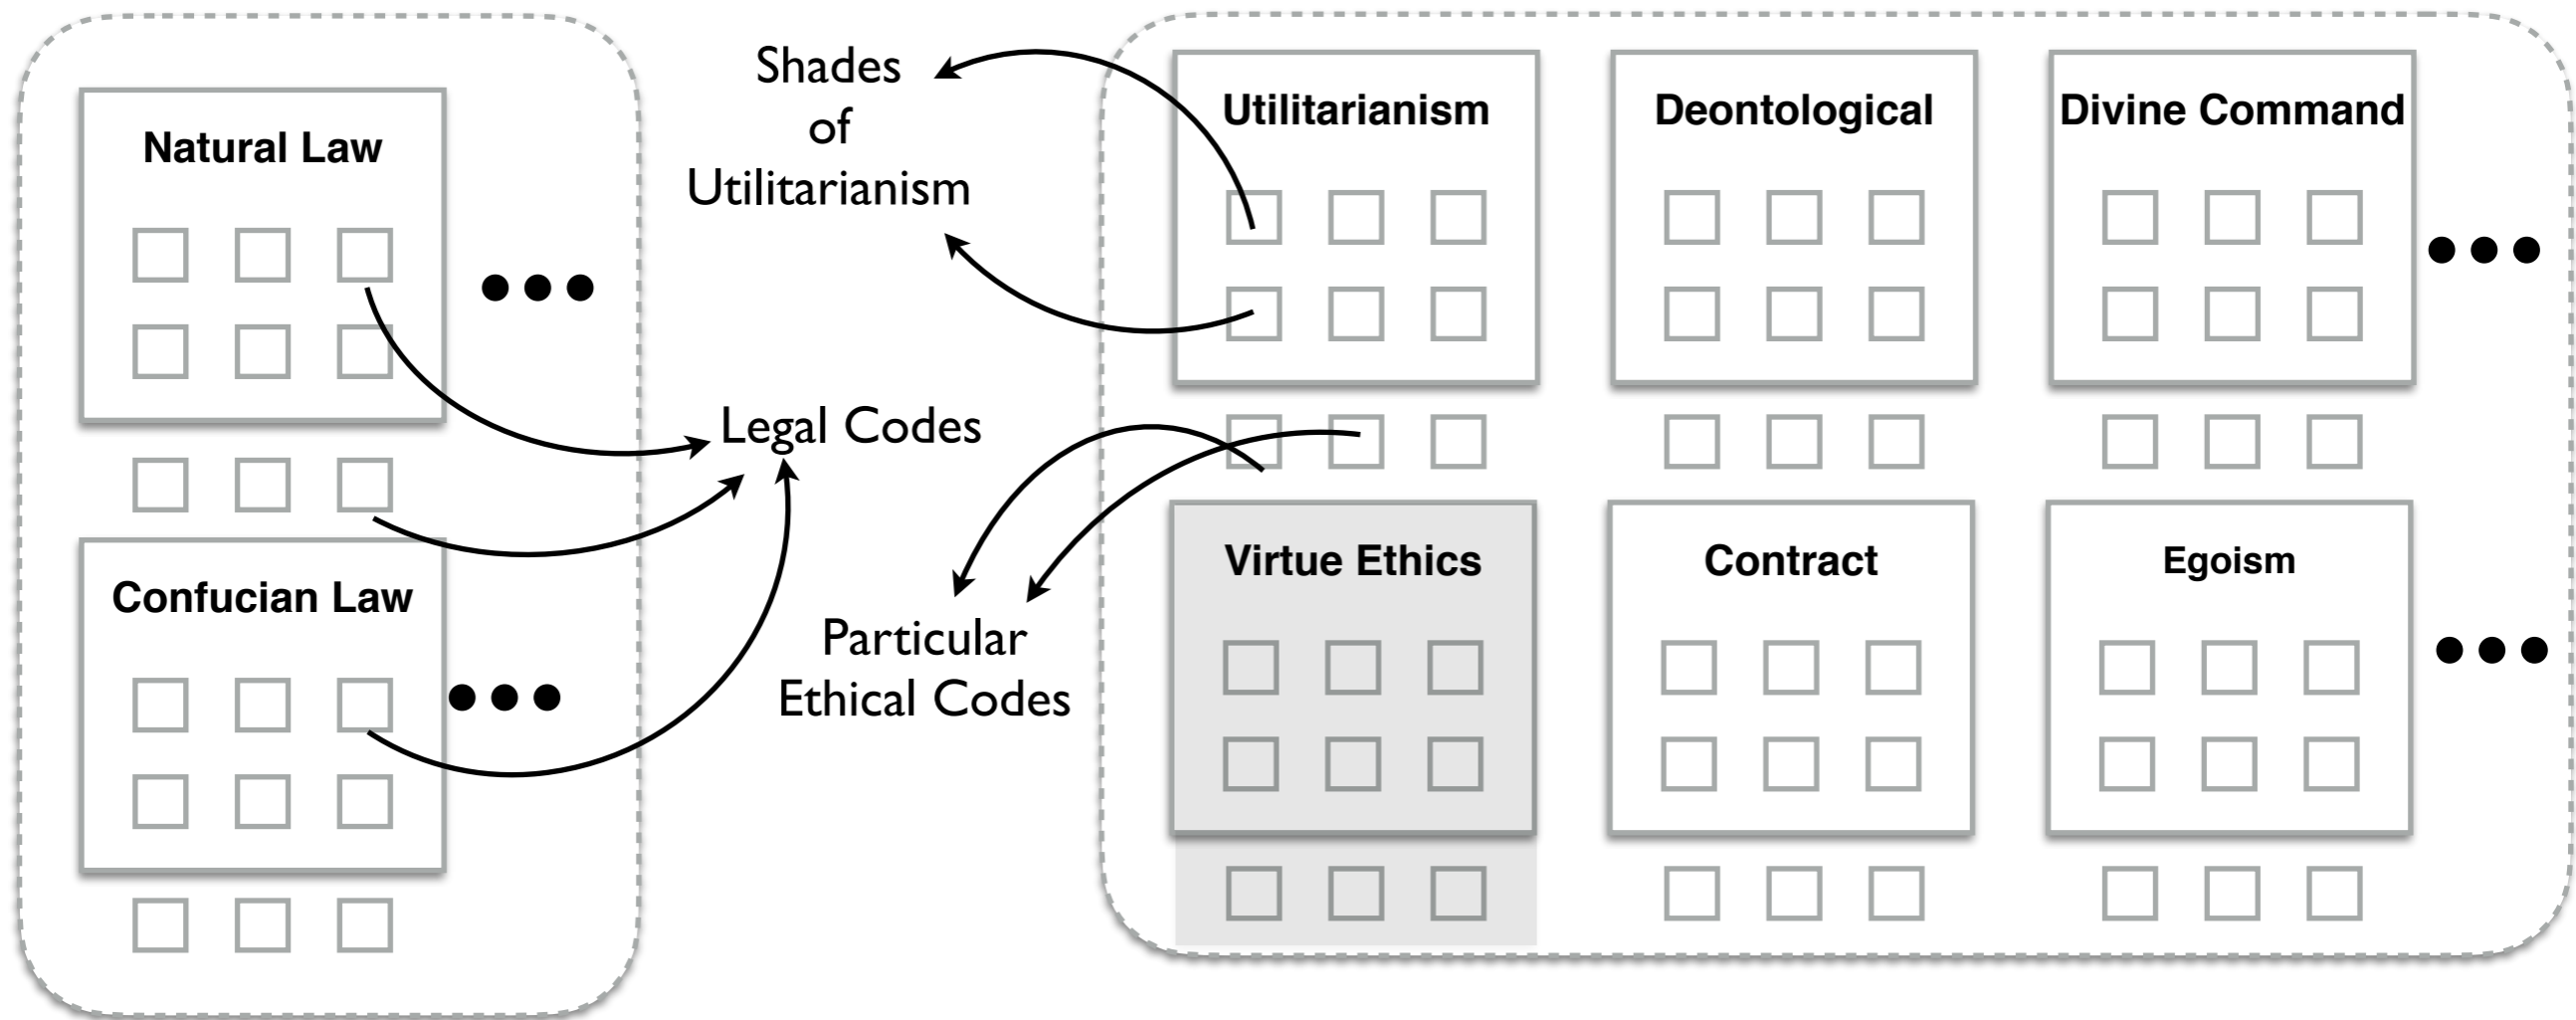 Natural Law
Confucian Law
Shades
of
Utilitarianism
Legal Codes
Particular
Ethical Codes
Utilitarianism
Deontological
Divine Command
Virtue Ethics
Contract
Egoism